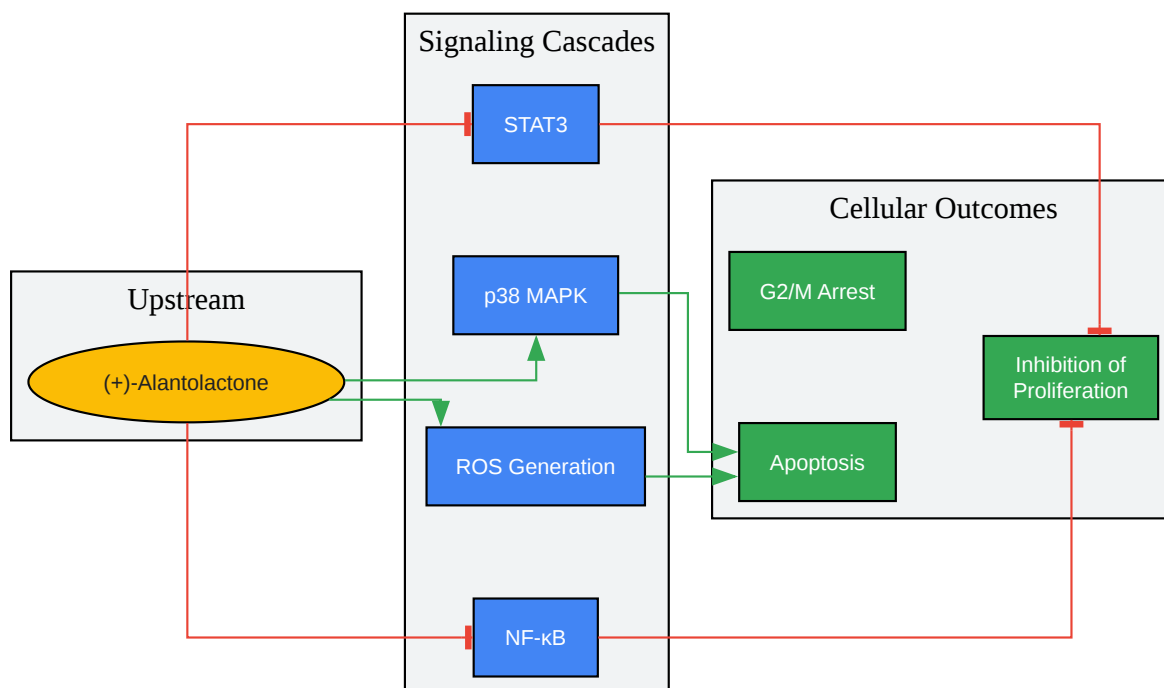 Signaling Cascades
STAT3
Cellular Outcomes
Upstream
p38 MAPK
G2/M Arrest
(+)-Alantolactone
Inhibition of
Proliferation
ROS Generation
Apoptosis
NF-κB